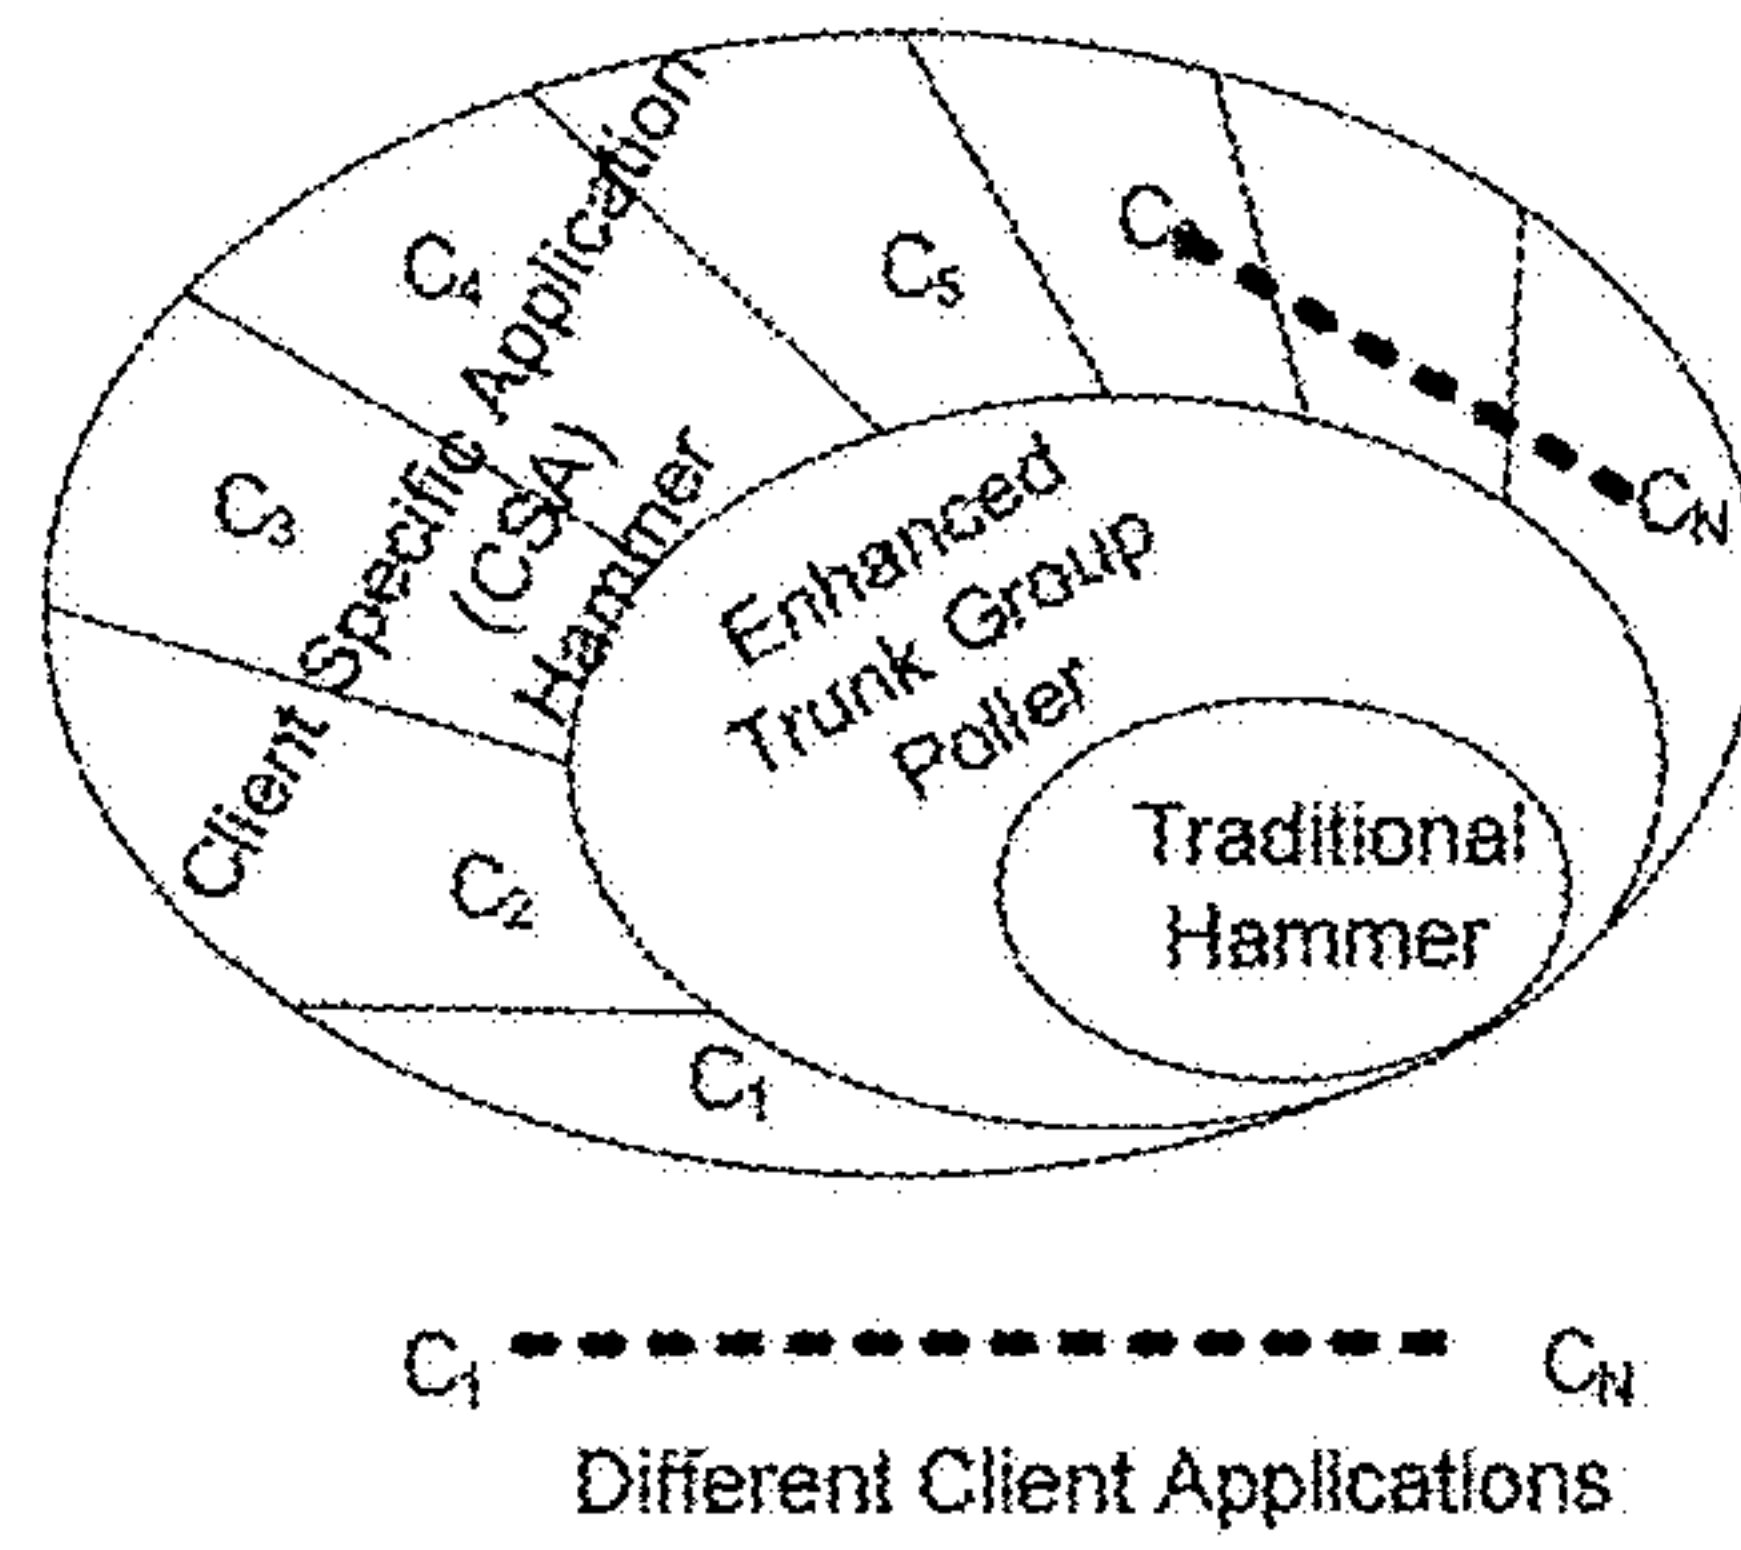 Client Specific Application
(CSA)
Hammer
C4
C5
C3
CN
Enhanced
Trunk Group
Poller
Traditional
Hammer
C2
C1
C1 CN
Different Client Applications